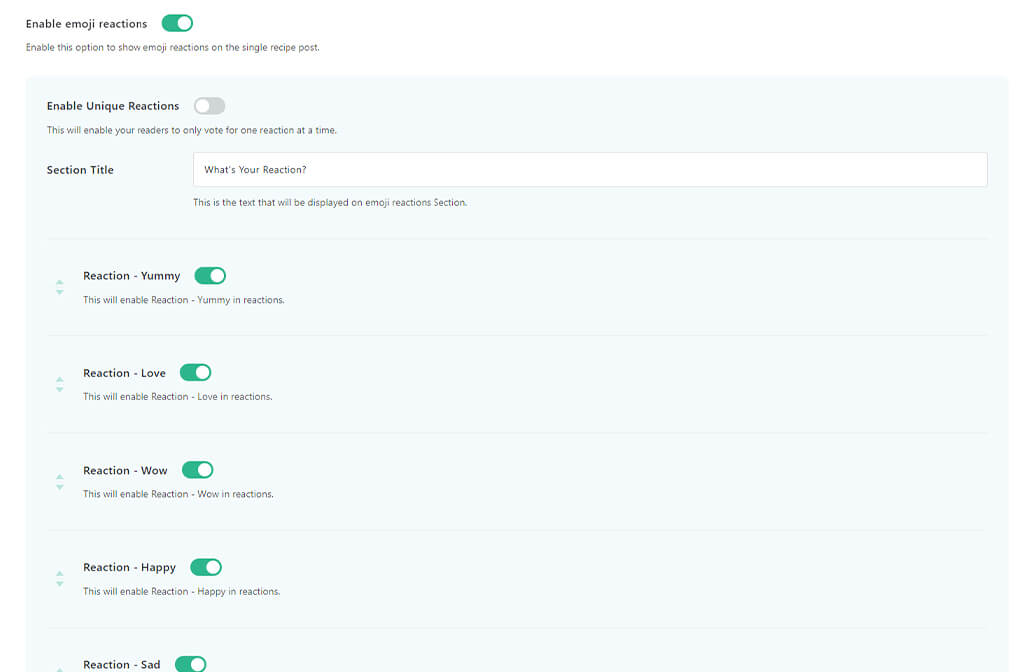 Enable emoji reactions
Enable this option to show emoji reactions on the single recipe post.
Enable Unique Reactions
This will enable your readers to only vote for one reaction at a time.
Section Title
What's Your Reaction?
This is the text that will be displayed on emoji reactions Section.
Reaction - Yummy
This will enable Reaction - Yummy in reactions.
Reaction - Love
This will enable Reaction - Love in reactions.
Reaction - Wow
This will enable Reaction - Wow in reactions.
Reaction - Happy
This will enable Reaction - Happy in reactions.
Reaction - Sad